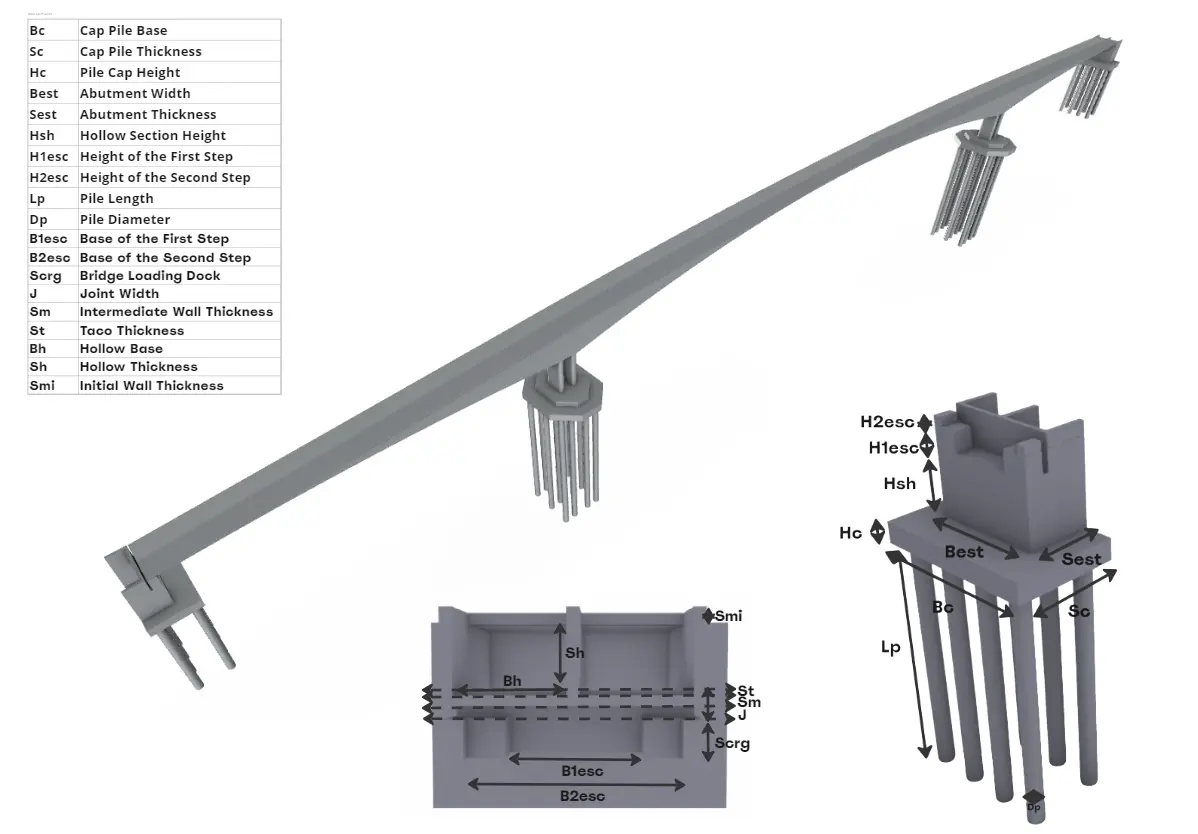 Bc Cap Pile Base
Sc Cap Pile Thickness
Hc Pile Cap Height
Best Abutment Width
Sest Abutment Thickness
Hsh Hollow Section Height
H1esc Height of the First Step
H2esc Height of the Second Step
Lp Pile Length
Dp Pile Diameter
B1esc Base of the First Step
B2esc Base of the Second Step
Scrg Bridge Loading Dock
J Joint Width
Sm Intermediate Wall Thickness
St Taco Thickness
Bh Hollow Base
Sh Hollow Thickness
Smi Initial Wall Thickness
H2esc
H1esc
Hsh
Hc
Best
Sest
Bc
Sc
Lp
Dp
Smi
Sh
Bh
St
Sm
J
Scrg
B1esc
B2esc